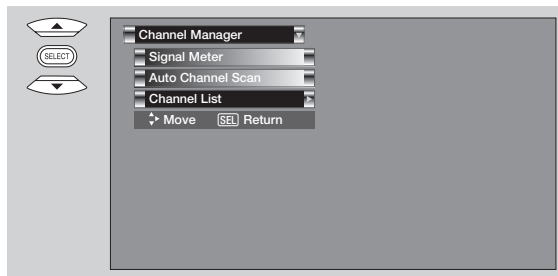 SELECT
Channel Manager
Signal Meter
Auto Channel Scan
Channel List
Move SEL Return